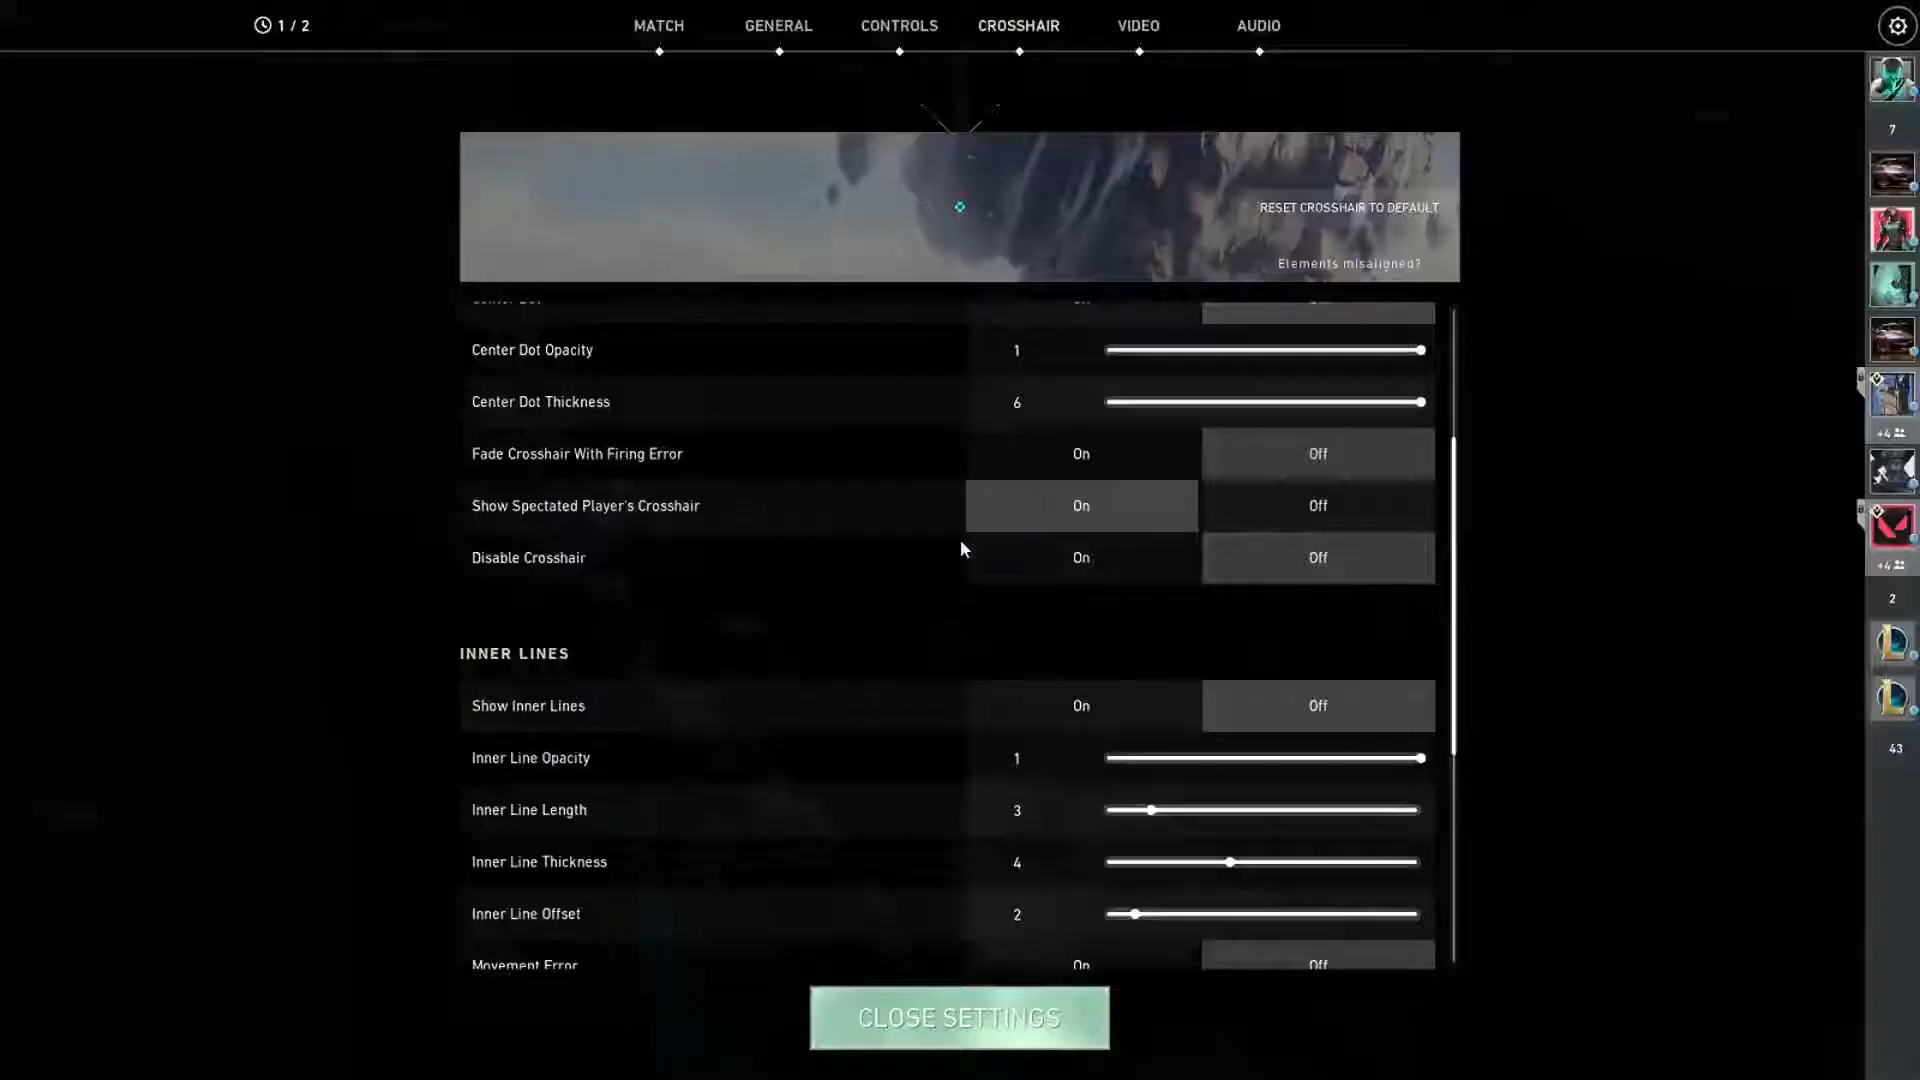 1 / 2
MATCH GENERAL CONTROLS CROSSHAIR VIDEO AUDIO
7
RESET CROSSHAIR TO DEFAULT
Elements misaligned?
Center Dot Opacity 1
Center Dot Thickness 6
Fade Crosshair With Firing Error On Off
+4
Show Spectated Player's Crosshair On Off
Disable Crosshair On Off
+4
2
INNER LINES
Show Inner Lines On Off
43
Inner Line Opacity 1
Inner Line Length 3
Inner Line Thickness 4
Inner Line Offset 2
Movement Error On Off
CLOSE SETTINGS